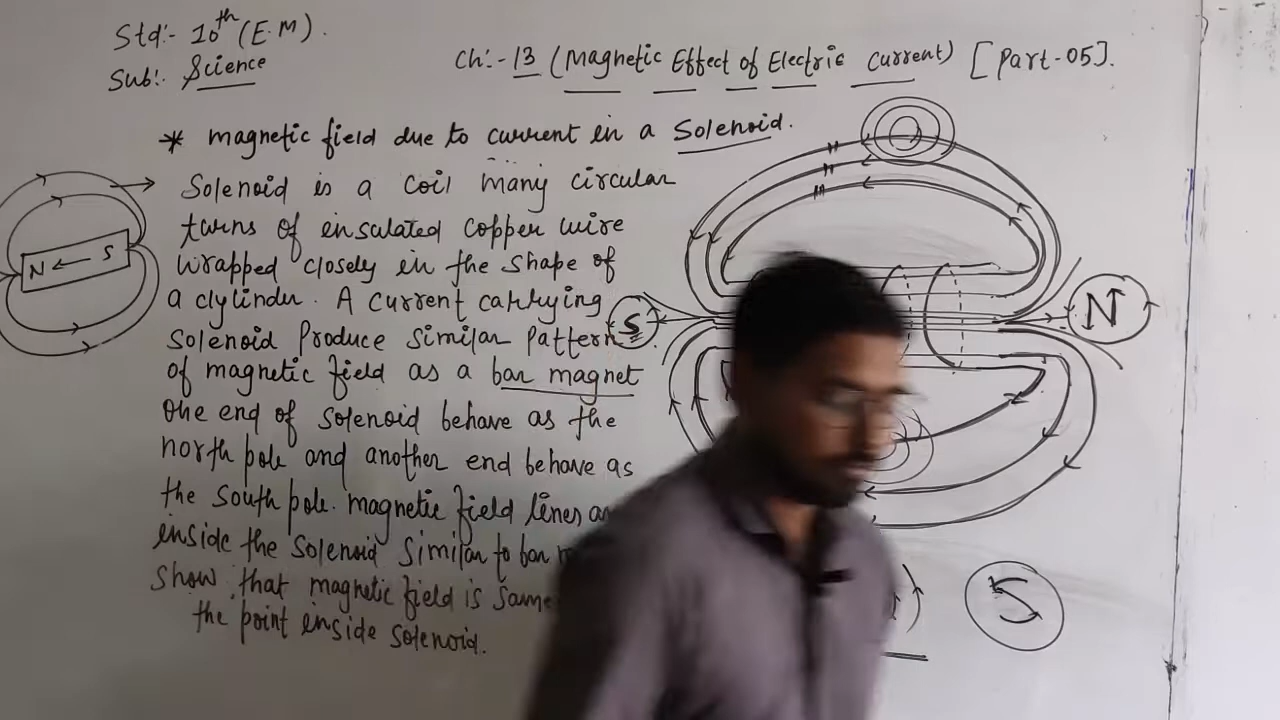 Std:- 10th (E.M).
Sub:. Science
Ch:- 13 (Magnetic Effect of Electric Current) [Part-05].
* magnetic field due to current in a Solenoid.
Solenoid is a coil many circular
turns of insulated copper wire
wrapped closely in the shape of
a clylinder. A current carrying
Solenoid Produce similar pattern
of magnetic field as a bar magnet
One end of solenoid behave as the
north pole and another end behave as
the South pole. magnetic field lines
inside the Solenoid Similar to bar
show that magnetic field is same
the point inside solenoid.
N S
S
N
S